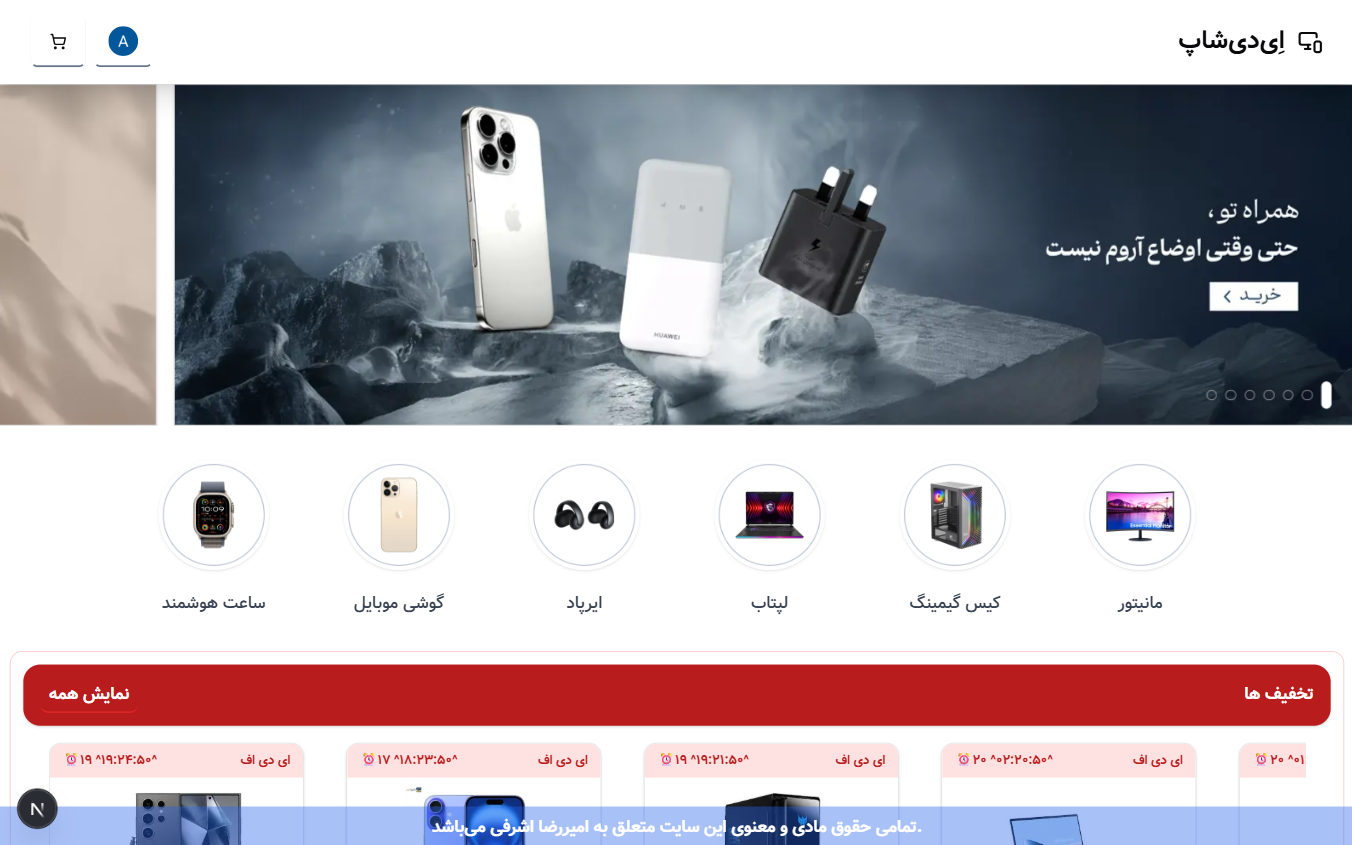 اِی‌دی‌شاپ
A
همراه تو ،
حتی وقتی اوضاع آروم نیست
خریـد
HUAWEI
مانیتور
کیس گیمینگ
لپتاب
ایرپاد
گوشی موبایل
ساعت هوشمند
تخفیف ها
نمایش همه
۲۰ ^۰۱
ای دی اف
۲۰ ^۰۲:۲۰:۵۰^
ای دی اف
۱۹ ^۱۹:۲۱:۵۰^
ای دی اف
۱۷ ^۱۸:۲۳:۵۰^
ای دی اف
۱۹ ^۱۹:۲۴:۵۰^
.تمامی حقوق مادی و معنوی این سایت متعلق به امیررضا اشرفی می‌باشد
N